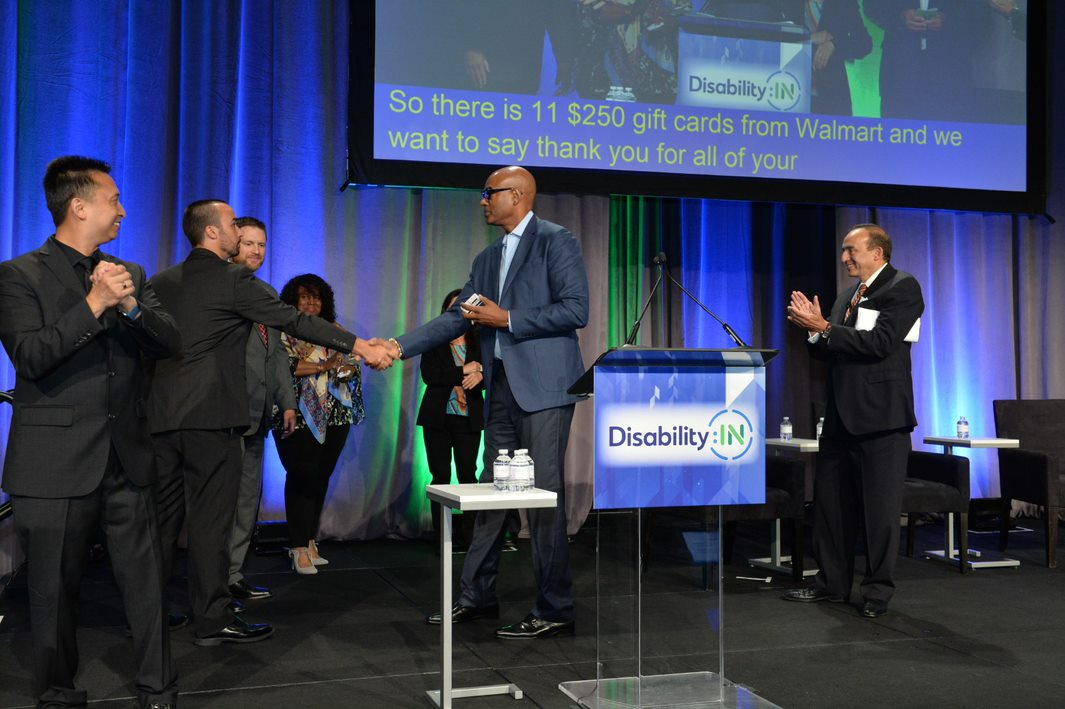 Disability:IN
So there is 11 $250 gift cards from Walmart and we
want to say thank you for all of your
Disability:IN